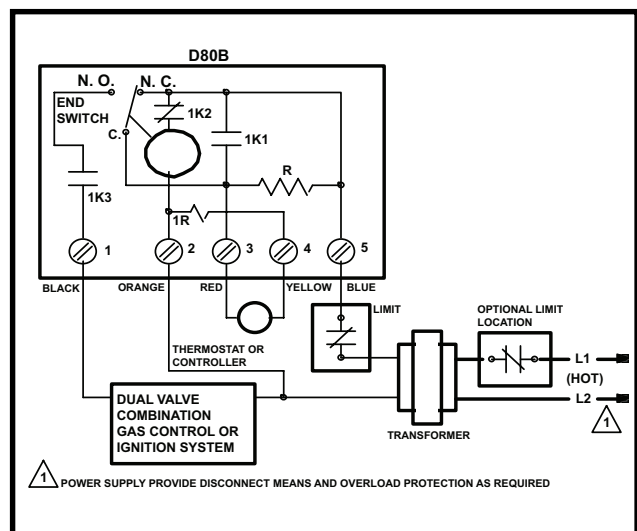 D80B
N. O.
N. C.
END
SWITCH
C.
1K2
1K1
R
1K3
1R
1
2
3
4
5
BLACK
ORANGE
RED
YELLOW
BLUE
LIMIT
OPTIONAL LIMIT
LOCATION
THERMOSTAT OR
CONTROLLER
L1
(HOT)
L2
DUAL VALVE
COMBINATION
GAS CONTROL OR
IGNITION SYSTEM
TRANSFORMER
1
1 POWER SUPPLY PROVIDE DISCONNECT MEANS AND OVERLOAD PROTECTION AS REQUIRED